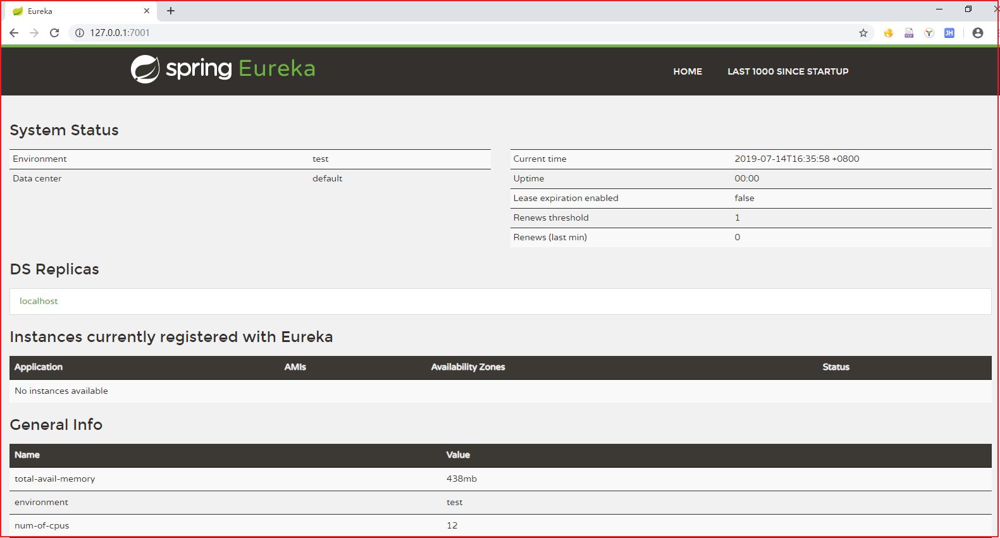 Eureka
127.0.0.1:7001
PDF
JH
spring Eureka
HOME LAST 1000 SINCE STARTUP
System Status
Environment test
Data center default
Current time 2019-07-14T16:35:58 +0800
Uptime 00:00
Lease expiration enabled false
Renews threshold 1
Renews (last min) 0
DS Replicas
localhost
Instances currently registered with Eureka
Application AMIs Availability Zones Status
No instances available
General Info
Name Value
total-avail-memory 438mb
environment test
num-of-cpus 12